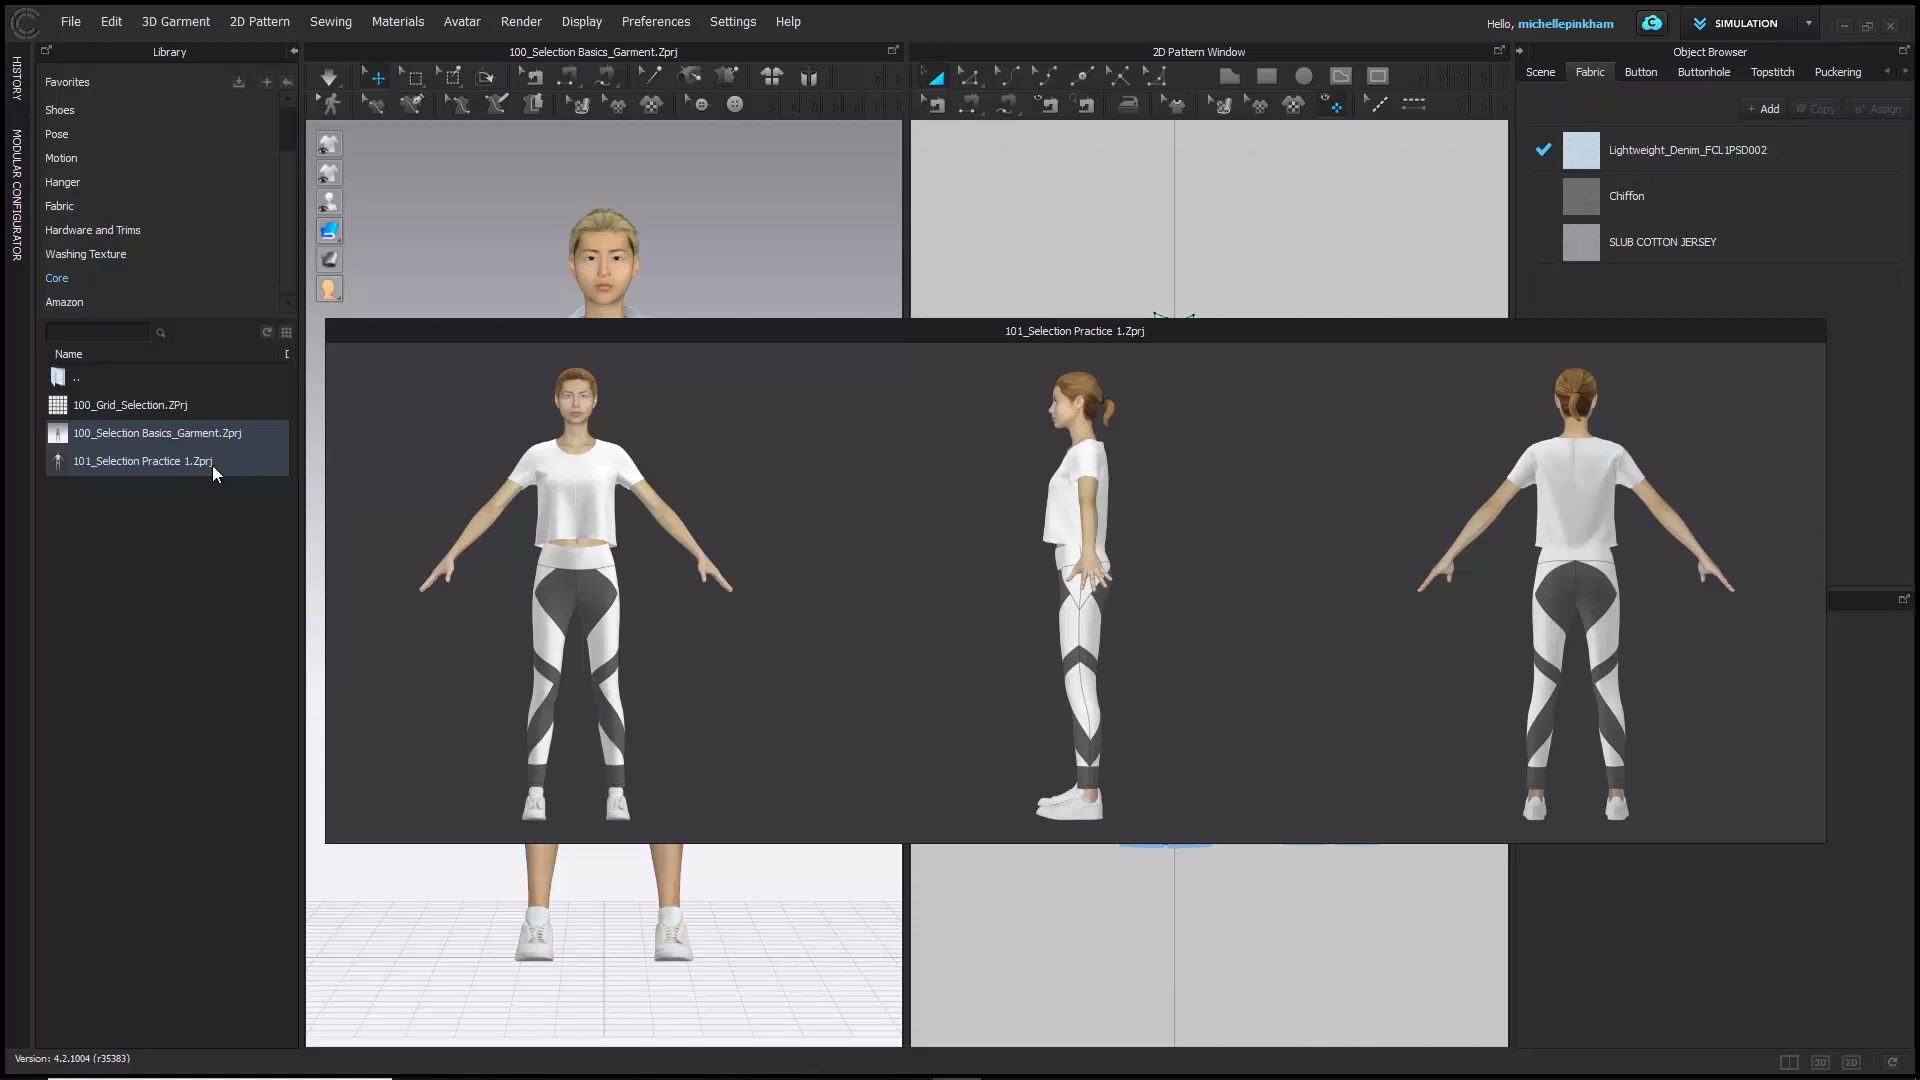 File Edit 3D Garment 2D Pattern Sewing Materials Avatar Render Display Preferences Settings Help
Hello, michellepinkham
SIMULATION
HISTORY
MODULAR CONFIGURATOR
Library
100_Selection Basics_Garment.Zprj
2D Pattern Window
Object Browser
Scene Fabric Button Buttonhole Topstitch Puckering
+ Add Copy Assign
Lightweight_Denim_FCL1PSD002
Chiffon
SLUB COTTON JERSEY
Favorites
Shoes
Pose
Motion
Hanger
Fabric
Hardware and Trims
Washing Texture
Core
Amazon
Name
..
100_Grid_Selection.ZPrj
100_Selection Basics_Garment.Zprj
101_Selection Practice 1.Zprj
101_Selection Practice 1.Zprj
Version: 4.2.1004 (r35383)
3D 2D